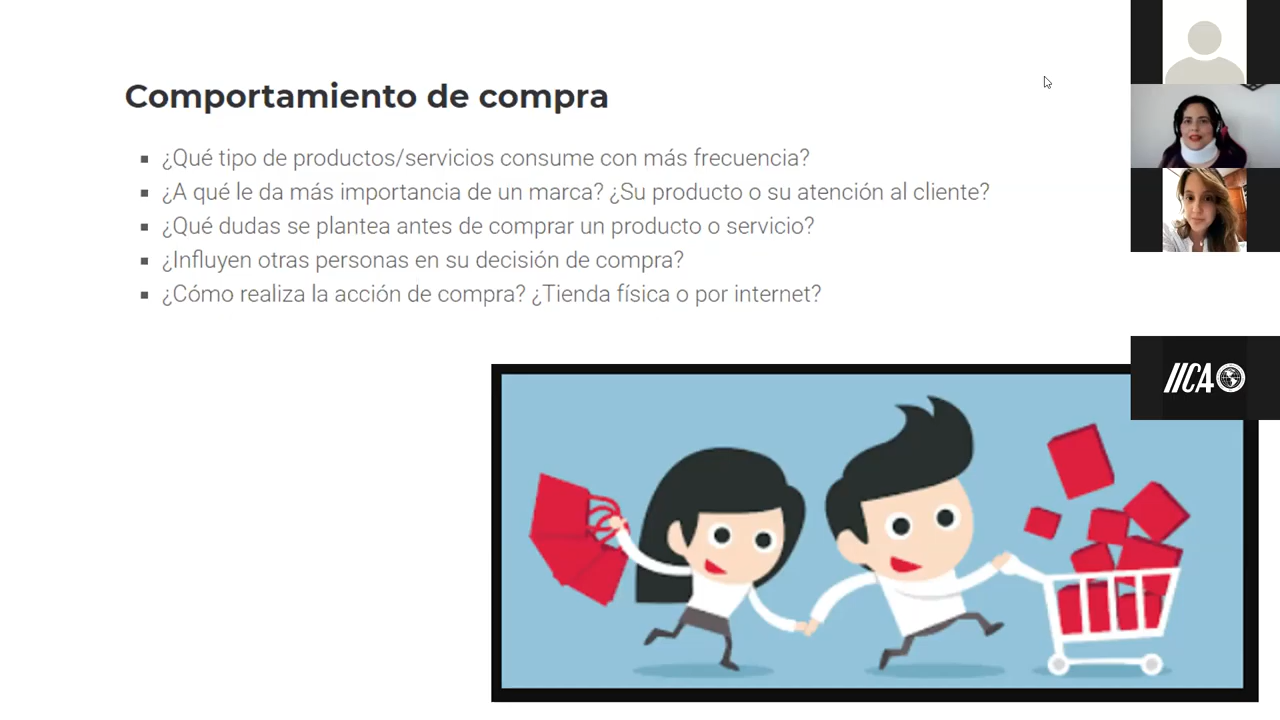 Comportamiento de compra
¿Qué tipo de productos/servicios consume con más frecuencia?
¿A qué le da más importancia de un marca? ¿Su producto o su atención al cliente?
¿Qué dudas se plantea antes de comprar un producto o servicio?
¿Influyen otras personas en su decisión de compra?
¿Cómo realiza la acción de compra? ¿Tienda física o por internet?
IICA